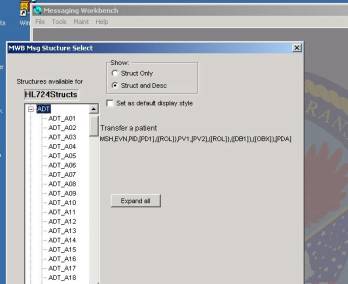 Messaging Workbench
File Tools Maint Help
MWB Msg Stucture Select
Show:
Struct Only
Struct and Desc
Structures available for
HL724Structs
Set as default display style
ADT
ADT_A01
ADT_A02
ADT_A03
ADT_A04
ADT_A05
ADT_A06
ADT_A07
ADT_A08
ADT_A09
ADT_A10
ADT_A11
ADT_A12
ADT_A13
ADT_A14
ADT_A15
ADT_A16
ADT_A17
ADT_A18
Transfer a patient
MSH,EVN,PID,[PD1],([ROL]),PV1,[PV2],([ROL]),([DB1]),([OBX]),[PDA]
Expand all